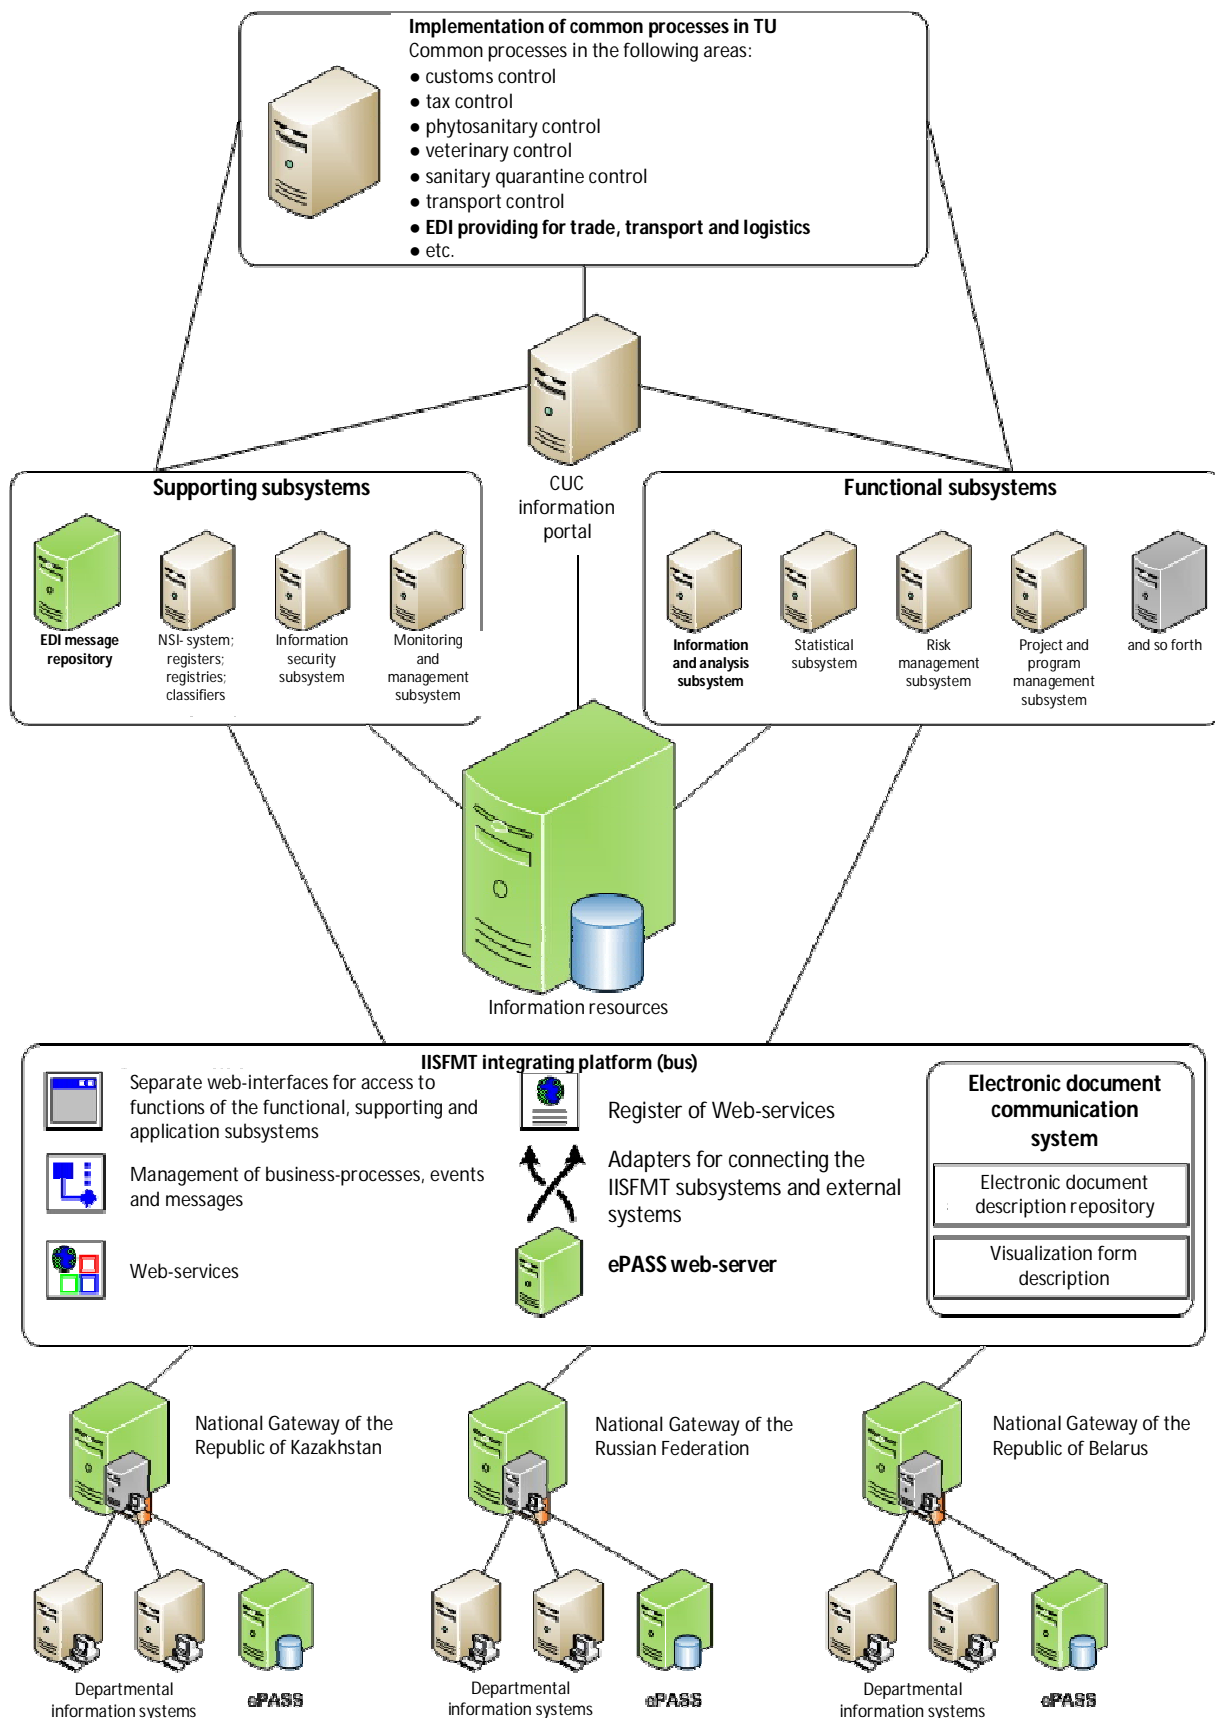 Implementation of common processes in TU
Common processes in the following areas:
● customs control
● tax control
● phytosanitary control
● veterinary control
● sanitary quarantine control
● transport control
● EDI providing for trade, transport and logistics
● etc.
CUC
information
portal
Supporting subsystems
EDI message
repository
NSI- system;
registers;
registries;
classifiers
Information
security
subsystem
Monitoring
and
management
subsystem
Functional subsystems
Information
and analysis
subsystem
Statistical
subsystem
Risk
management
subsystem
Project and
program
management
subsystem
and so forth
Information resources
IISFMT integrating platform (bus)
Separate web-interfaces for access to
functions of the functional, supporting and
application subsystems
Management of business-processes, events
and messages
Web-services
Register of Web-services
Adapters for connecting the
IISFMT subsystems and external
systems
ePASS web-server
Electronic document
communication
system
Electronic document
description repository
Visualization form
description
National Gateway of the
Republic of Kazakhstan
National Gateway of the
Russian Federation
National Gateway of the
Republic of Belarus
Departmental
information systems
ePASS
Departmental
information systems
ePASS
Departmental
information systems
ePASS